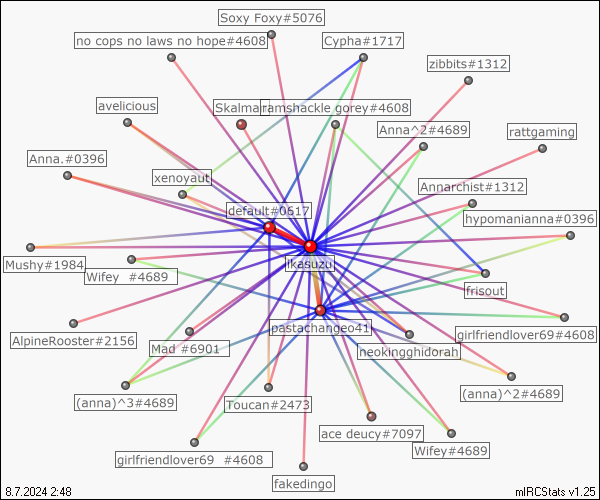 Soxy Foxy#5076
no cops no laws no hope#4608
Cypha#1717
zibbits#1312
avelicious
Skalma
ramshackle gorey#4608
Anna^2#4689
rattgaming
Anna.#0396
xenoyaut
Annarchist#1312
default#0617
hypomanianna#0396
ikasuzu
Mushy#1984
Wifey #4689
frisout
pastachangeo41
girlfriendlover69#4608
AlpineRooster#2156
Mad #6901
neokingghidorah
(anna)^3#4689
Toucan#2473
(anna)^2#4689
ace deucy#7097
Wifey#4689
girlfriendlover69 #4608
fakedingo
8.7.2024 2:48
mIRCStats v1.25